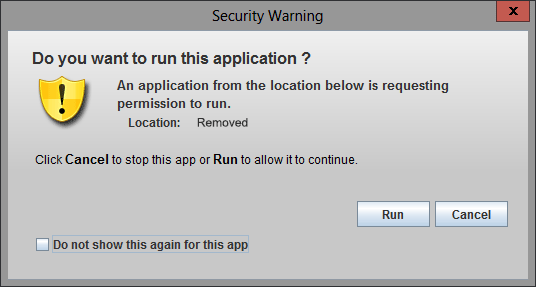 Security Warning
x
Do you want to run this application ?
An application from the location below is requesting
permission to run.
Location: Removed
Click Cancel to stop this app or Run to allow it to continue.
Run Cancel
Do not show this again for this app